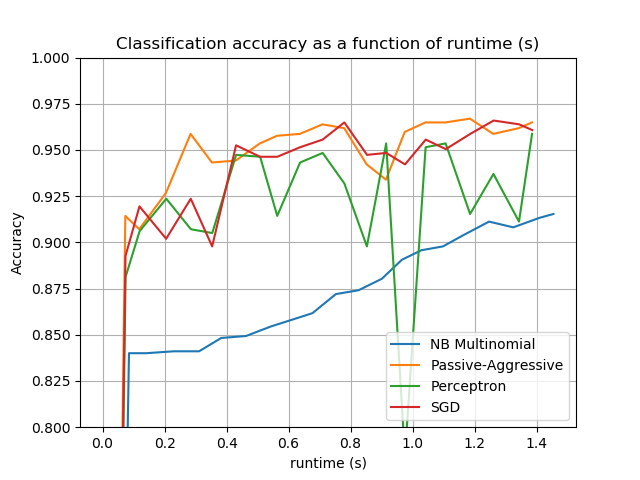 Classification accuracy as a function of runtime (s)
1.000
0.975
0.950
0.925
0.900
0.875
0.850
0.825
0.800
Accuracy
NB Multinomial
Passive-Aggressive
Perceptron
SGD
0.0 0.2 0.4 0.6 0.8 1.0 1.2 1.4
runtime (s)